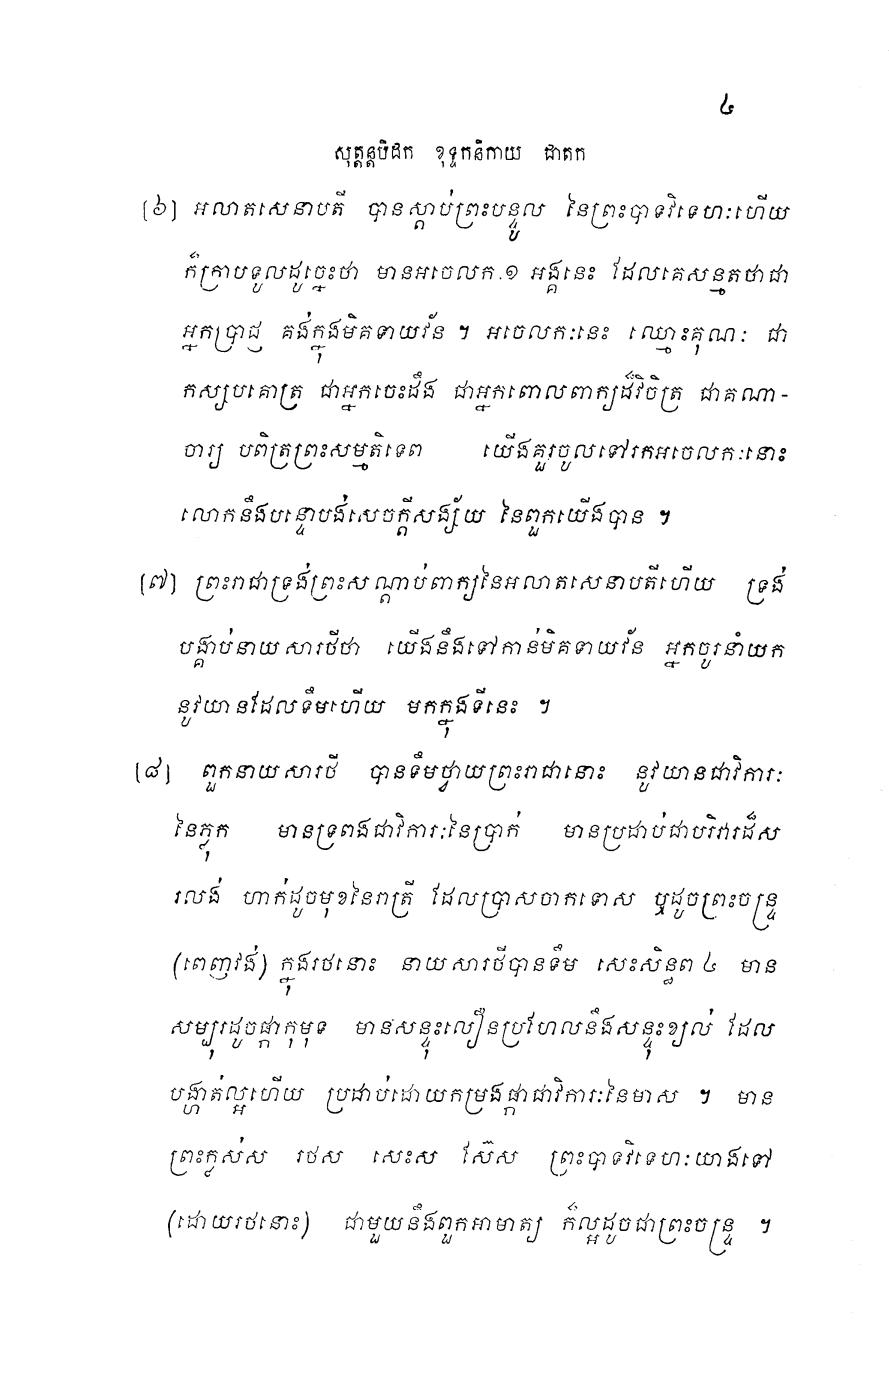 ៤
សុត្តន្តបិដក ខុទ្ទកនិកាយ ជាតក
[៦] អលាតសេនាបតី បានស្តាប់ព្រះបន្ទូល នៃព្រះបាទវិទេហៈហើយ
ក៏ក្រាបទូលដូច្នេះថា មានអចេលក.១ អង្គនេះ ដែលគេសន្មតថាជា
អ្នកប្រាជ្ញ គង់ក្នុងមិគទាយវ័ន ។ អចេលកៈនេះ ឈ្មោះគុណៈ ជា
កស្សបគោត្រ ជាអ្នកចេះដឹង ជាអ្នកពោលពាក្យដ៏វិចិត្រ ជាគណា-
ចារ្យ បពិត្រព្រះសម្មតិទេព យើងគួរចូលទៅរកអចេលកៈនោះ
លោកនឹងបន្ទោបង់សេចក្តីសង្ស័យ នៃពួកយើងបាន ។
[៧] ព្រះរាជាទ្រង់ព្រះសណ្តាប់ពាក្យនៃអលាតសេនាបតីហើយ ទ្រង់
បង្គាប់នាយសារថីថា យើងនឹងទៅកាន់មិគទាយវ័ន អ្នកចូរនាំយក
នូវយានដែលទឹមហើយ មកក្នុងទីនេះ ។
[៨] ពួកនាយសារថី បានទឹមថ្វាយព្រះរាជានោះ នូវយានជាវិការៈ
នៃភ្លុក មានទ្រពងជាវិការៈនៃប្រាក់ មានប្រដាប់ជាបរិវារដ៏ស
រលង់ ហាក់ដូចមុខនៃរាត្រី ដែលប្រាសចាកទោស ឬដូចព្រះចន្ទ្រ
(ពេញវង់) ក្នុងរថនោះ នាយសារថីបានទឹម សេះសិន្ធព ៤ មាន
សម្បុរដូចផ្កាកុមុទ មានសន្ទុះលឿនប្រហែលនឹងសន្ទុះខ្យល់ ដែល
បង្ហាត់ល្អហើយ ប្រដាប់ដោយកម្រងផ្កាជាវិការៈនៃមាស ។ មាន
ព្រះក្លស់ស រថស សេះស ស៊ែស ព្រះបាទវិទេហៈយាងទៅ
(ដោយរថនោះ) ជាមួយនឹងពួកអាមាត្យ ក៏ល្អដូចជាព្រះចន្ទ្រ ។